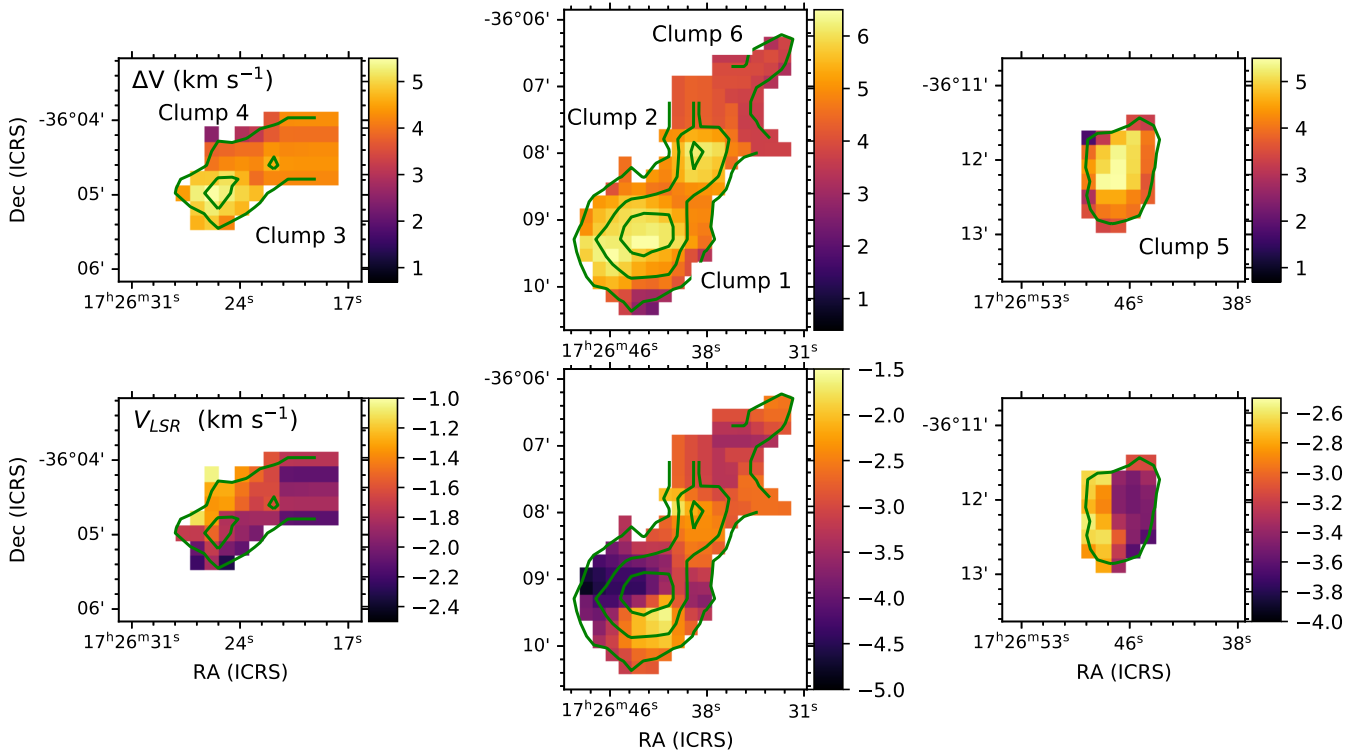 ΔV (km s⁻¹)
Clump 4
Clump 3
-36°04'
05'
06'
Dec (ICRS)
17ʰ26ᵐ31ˢ
24ˢ
17ˢ
5
4
3
2
1
-36°06'
07'
08'
09'
10'
Clump 6
Clump 2
Clump 1
17ʰ26ᵐ46ˢ
38ˢ
31ˢ
6
5
4
3
2
1
-36°11'
12'
13'
Clump 5
17ʰ26ᵐ53ˢ
46ˢ
38ˢ
5
4
3
2
1
V_LSR (km s⁻¹)
-36°04'
05'
06'
Dec (ICRS)
17ʰ26ᵐ31ˢ
24ˢ
17ˢ
RA (ICRS)
−1.0
−1.2
−1.4
−1.6
−1.8
−2.0
−2.2
−2.4
-36°06'
07'
08'
09'
10'
17ʰ26ᵐ46ˢ
38ˢ
31ˢ
RA (ICRS)
−1.5
−2.0
−2.5
−3.0
−3.5
−4.0
−4.5
−5.0
-36°11'
12'
13'
17ʰ26ᵐ53ˢ
46ˢ
38ˢ
RA (ICRS)
−2.6
−2.8
−3.0
−3.2
−3.4
−3.6
−3.8
−4.0